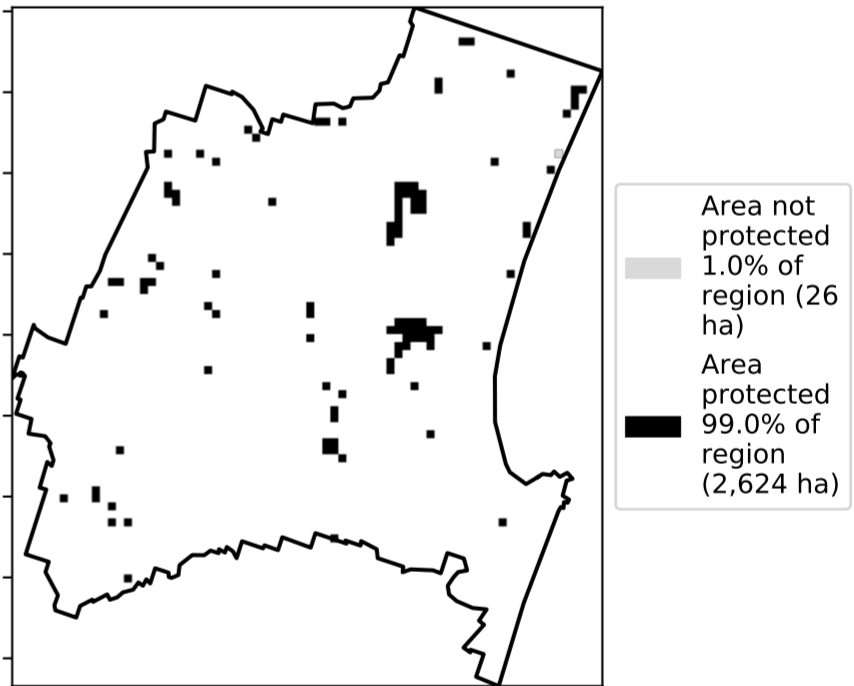 Area not
protected
1.0% of
region (26
ha)
Area
protected
99.0% of
region
(2,624 ha)